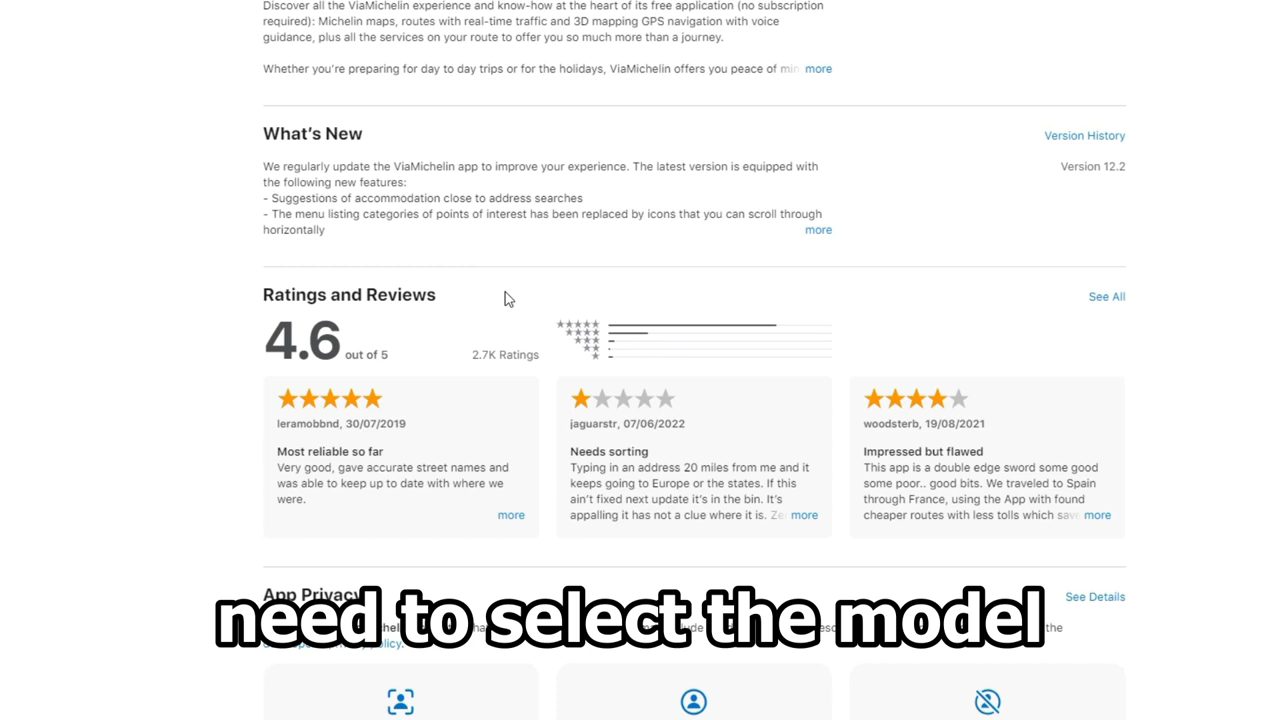 Discover all the ViaMichelin experience and know-how at the heart of its free application (no subscription
required): Michelin maps, routes with real-time traffic and 3D mapping GPS navigation with voice
guidance, plus all the services on your route to offer you so much more than a journey.
Whether you're preparing for day to day trips or for the holidays, ViaMichelin offers you peace of more
What's New
Version History
We regularly update the ViaMichelin app to improve your experience. The latest version is equipped with
the following new features:
- Suggestions of accommodation close to address searches
- The menu listing categories of points of interest has been replaced by icons that you can scroll through
horizontally
more
Version 12.2
Ratings and Reviews
See All
4.6 out of 5
2.7K Ratings
leramobbnd, 30/07/2019
Most reliable so far
Very good, gave accurate street names and
was able to keep up to date with where we
were.
more
jaguarstr, 07/06/2022
Needs sorting
Typing in an address 20 miles from me and it
keeps going to Europe or the states. If this
ain't fixed next update it's in the bin. It's
appalling it has not a clue where it is. more
woodsterb, 19/08/2021
Impressed but flawed
This app is a double edge sword some good
some poor.. good bits. We traveled to Spain
through France, using the App with found
cheaper routes with less tolls which more
App Privacy
See Details
need to select the model
the
policy.